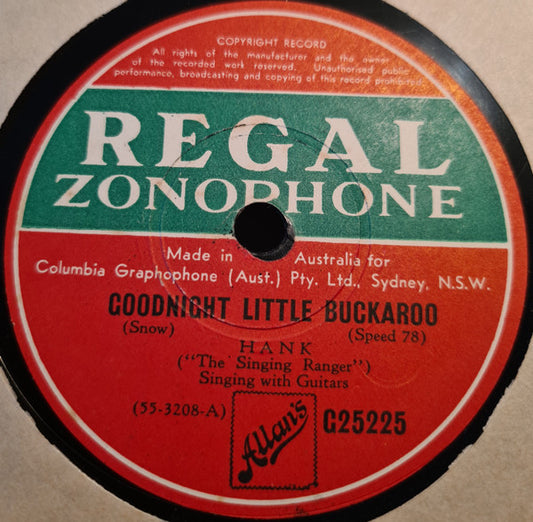 COPYRIGHT RECORD
All rights of the manufacturer and the owner
of the recorded work reserved. Unauthorised public
performance, broadcasting and copying of this record prohibited.
REGAL
ZONOPHONE
Made in Australia for
Columbia Graphophone (Aust.) Pty. Ltd., Sydney, N.S.W.
GOODNIGHT LITTLE BUCKAROO
(Snow) (Speed 78)
HANK
("The Singing Ranger")
Singing with Guitars
(55-3208-A) Allan's G25225